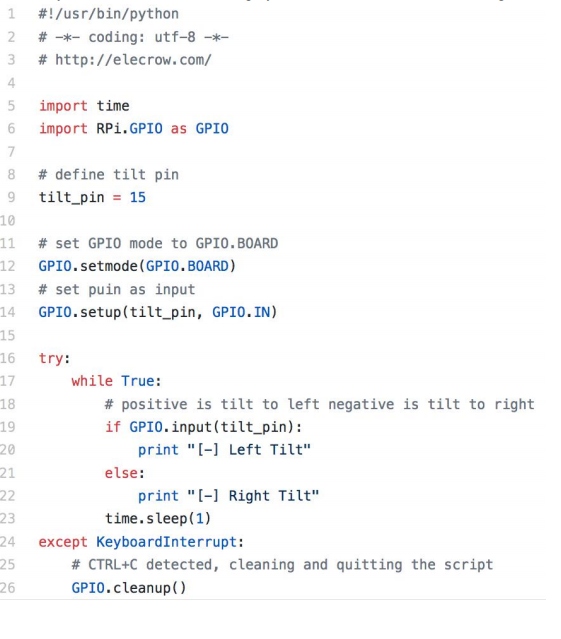 1 #!/usr/bin/python
2 # -*- coding: utf-8 -*-
3 # http://elecrow.com/
4
5 import time
6 import RPi.GPIO as GPIO
7
8 # define tilt pin
9 tilt_pin = 15
10
11 # set GPIO mode to GPIO.BOARD
12 GPIO.setmode(GPIO.BOARD)
13 # set puin as input
14 GPIO.setup(tilt_pin, GPIO.IN)
15
16 try:
17     while True:
18         # positive is tilt to left negative is tilt to right
19         if GPIO.input(tilt_pin):
20             print "[-] Left Tilt"
21         else:
22             print "[-] Right Tilt"
23         time.sleep(1)
24 except KeyboardInterrupt:
25     # CTRL+C detected, cleaning and quitting the script
26     GPIO.cleanup()